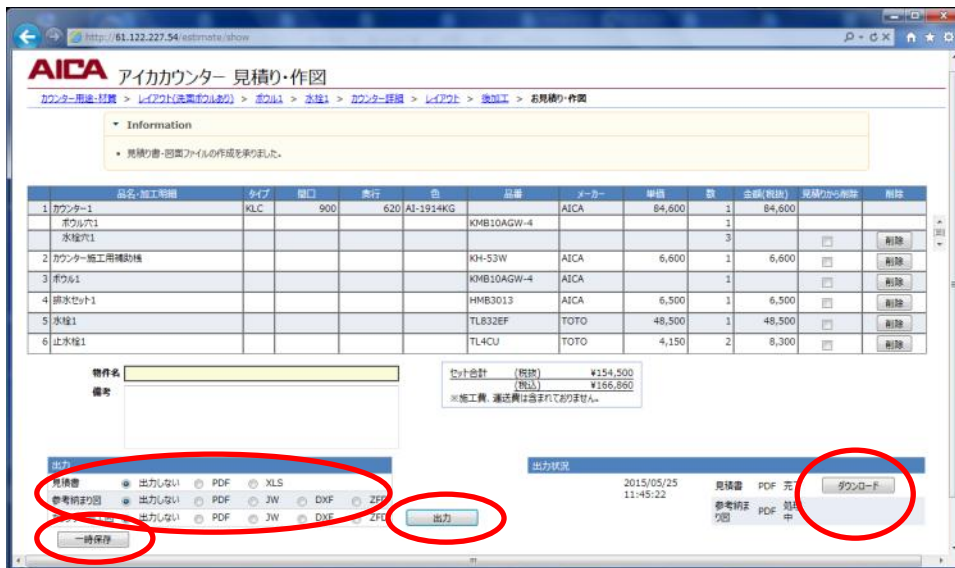 http://61.122.227.54/estimate/show
AICA アイカカウンター 見積り・作図
カウンター用途・材質 > レイアウト(洗面ボウルあり) > ボウル1 > 水栓1 > カウンター詳細 > レイアウト > 後加工 > お見積り・作図
Information
見積り書・図面ファイルの作成を承りました。
品名・加工明細 タイプ 間口 奥行 色 品番 メーカー 単価 数 金額(税抜) 見積りから削除 削除
1 カウンター1 KLC 900 620 AI-1914KG AICA 84,600 1 84,600
ボウル穴1 KMB10AGW-4 1
水栓穴1 3 削除
2 カウンター施工用補助桟 KH-53W AICA 6,600 1 6,600 削除
3 ボウル1 KMB10AGW-4 AICA 1 削除
4 排水セット1 HMB3013 AICA 6,500 1 6,500 削除
5 水栓1 TL832EF TOTO 48,500 1 48,500 削除
6 止水栓1 TL4CU TOTO 4,150 2 8,300 削除
物件名
備考
セット合計 (税抜) ¥154,500
(税込) ¥166,860
※施工費、運送費は含まれておりません。
出力
見積書 出力しない PDF XLS
参考納まり図 出力しない PDF JW DXF ZFD
出力しない PDF JW DXF ZFD
出力
一時保存
出力状況
2015/05/25
11:45:22
見積書 PDF 完了 ダウンロード
参考納まり図 PDF 処理中